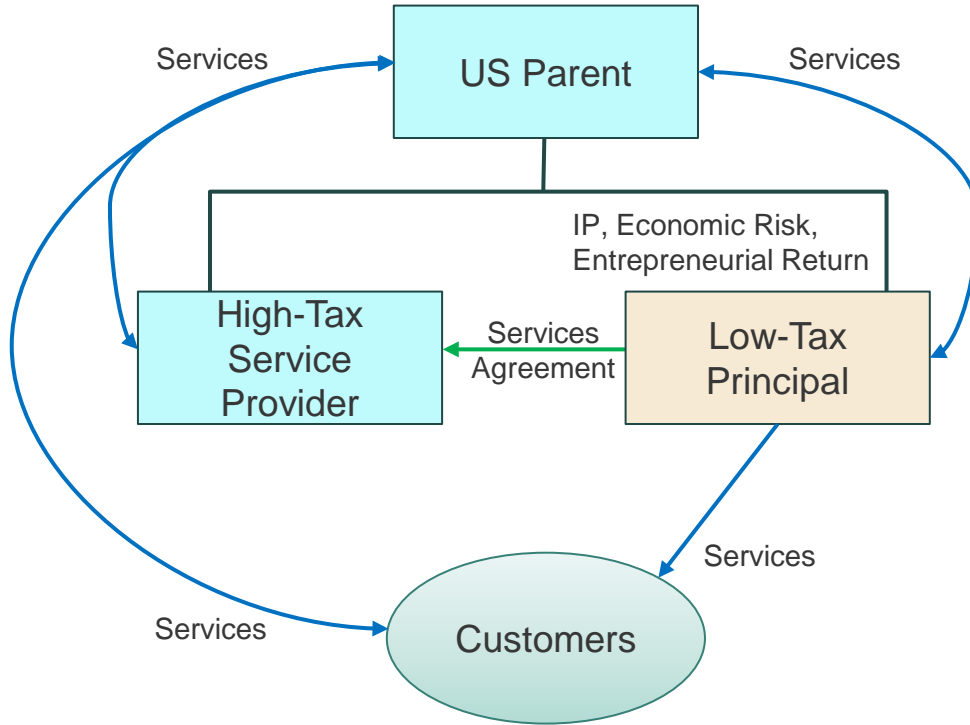 Services
US Parent
Services
IP, Economic Risk,
Entrepreneurial Return
High-Tax
Service
Provider
Services
Agreement
Low-Tax
Principal
Services
Services
Customers